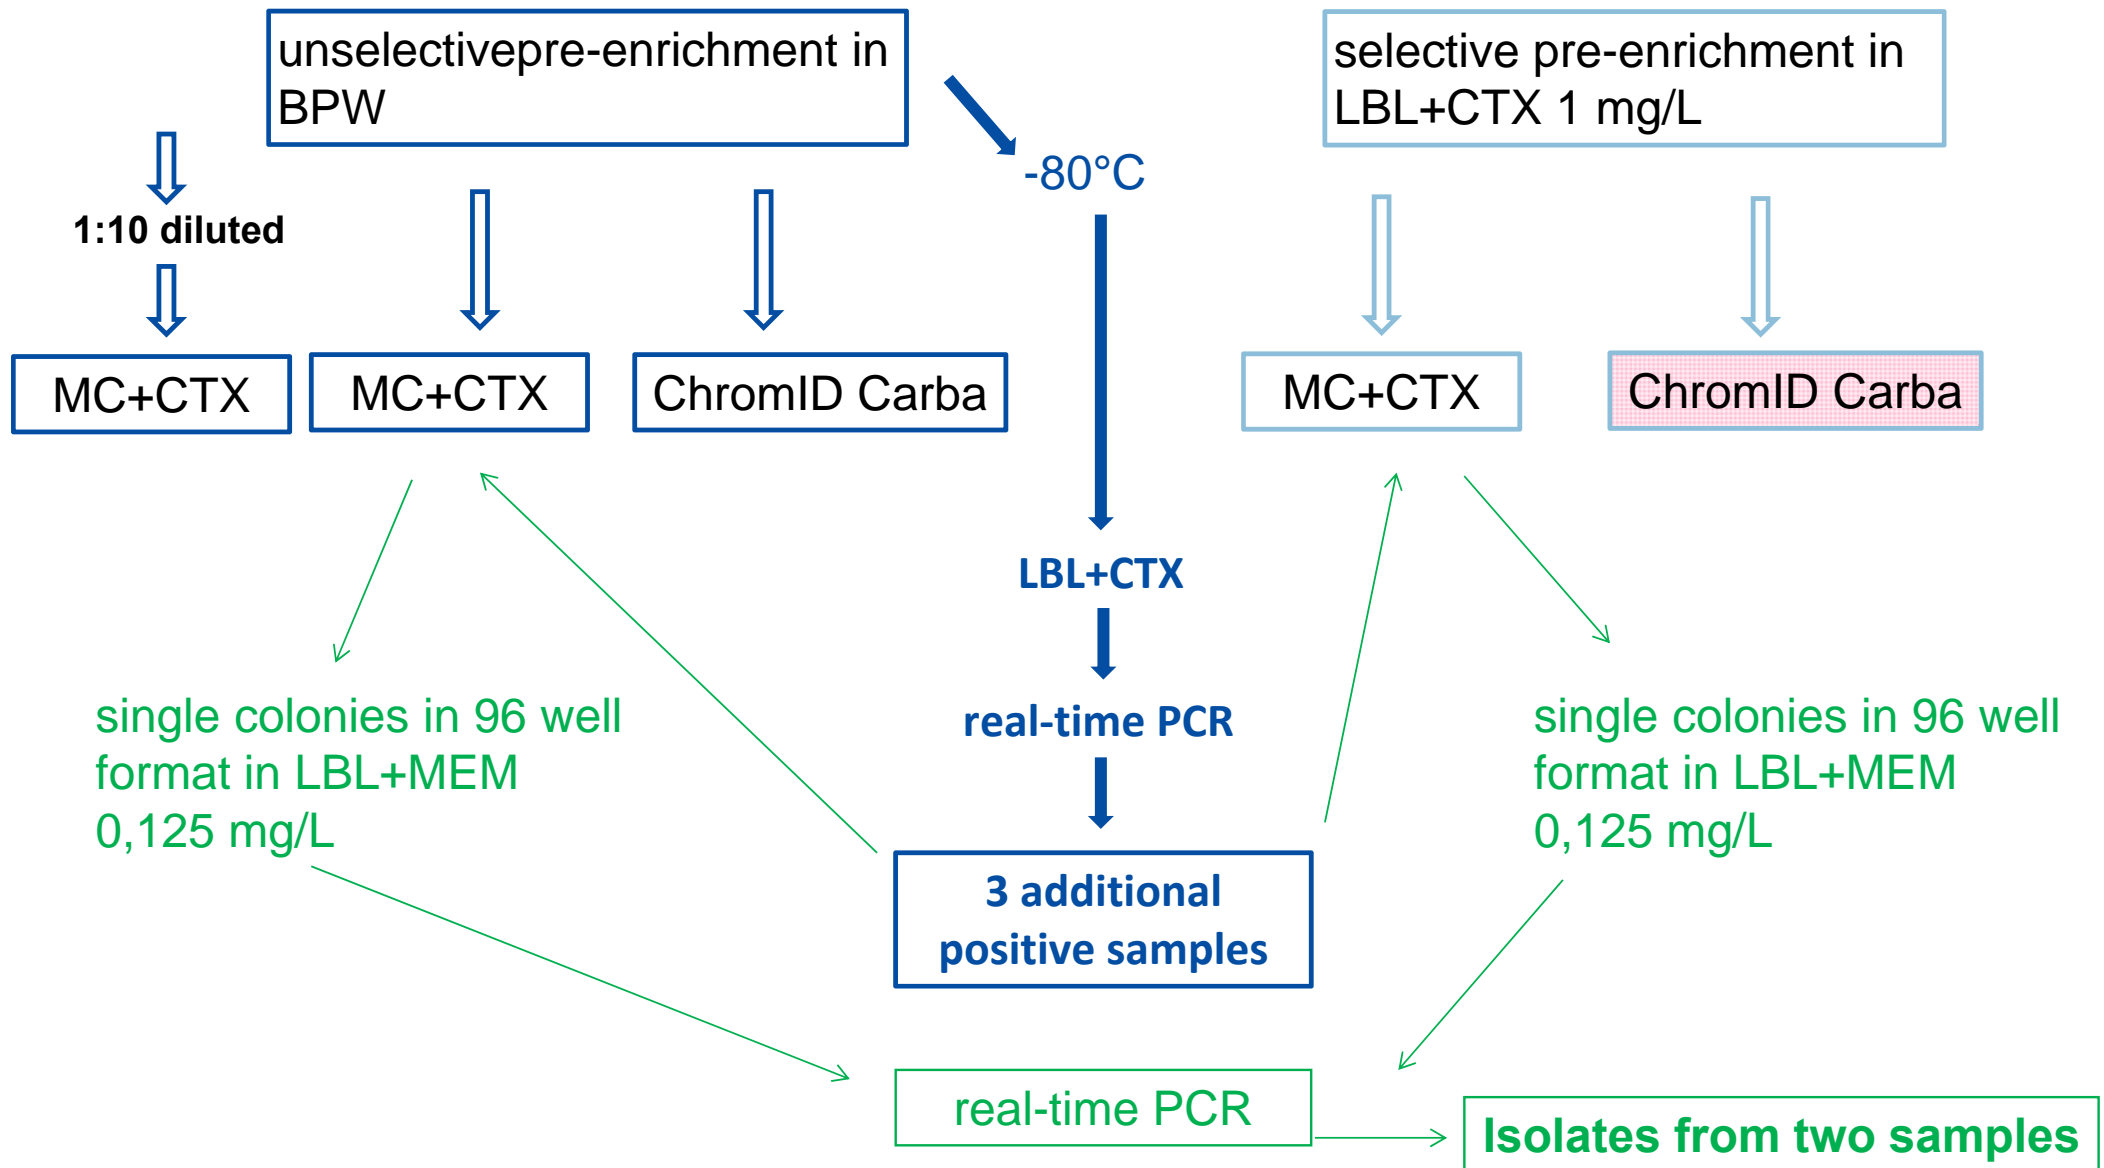 unselectivepre-enrichment in
BPW
selective pre-enrichment in
LBL+CTX 1 mg/L
-80°C
1:10 diluted
MC+CTX
MC+CTX
ChromID Carba
MC+CTX
ChromID Carba
LBL+CTX
real-time PCR
single colonies in 96 well
format in LBL+MEM
0,125 mg/L
single colonies in 96 well
format in LBL+MEM
0,125 mg/L
3 additional
positive samples
real-time PCR
Isolates from two samples